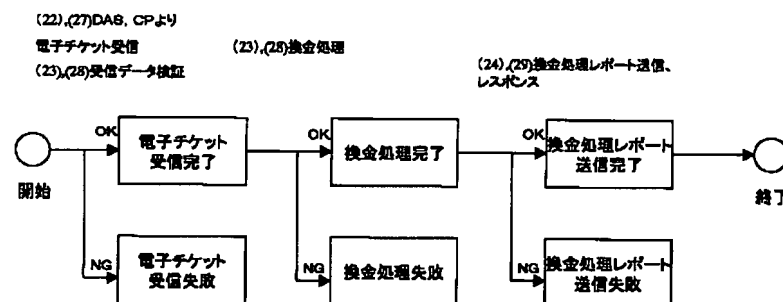 (22),(27)DAS, CPより
電子チケット受信
(23),(28)受信データ検証
(23),(28)換金処理
(24),(29)換金処理レポート送信、
レスポンス
開始
OK
電子チケット
受信完了
OK
換金処理完了
OK
換金処理レポート
送信完了
終了
NG
電子チケット
受信失敗
NG
換金処理失敗
NG
換金処理レポート
送信失敗